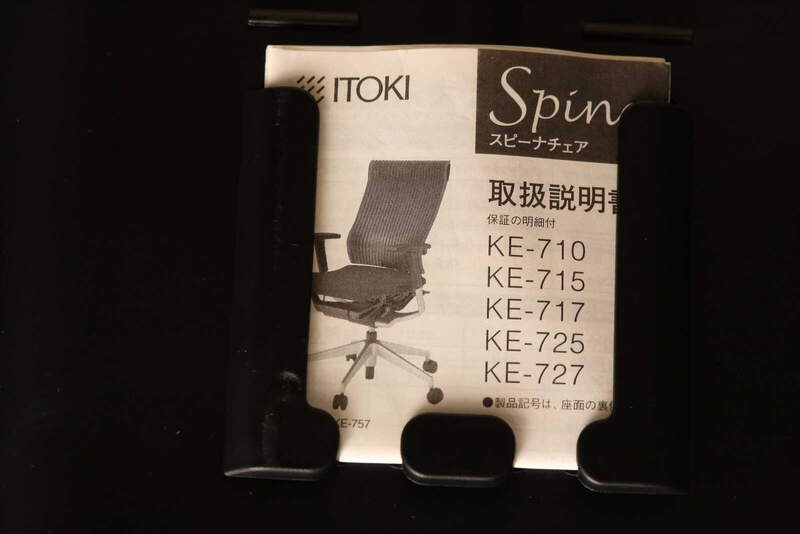 ITOKI
Spin
スピーナチェア
取扱説明書
保証の明細付
KE-710
KE-715
KE-717
KE-725
KE-727
●製品記号は、座面の裏
KE-757